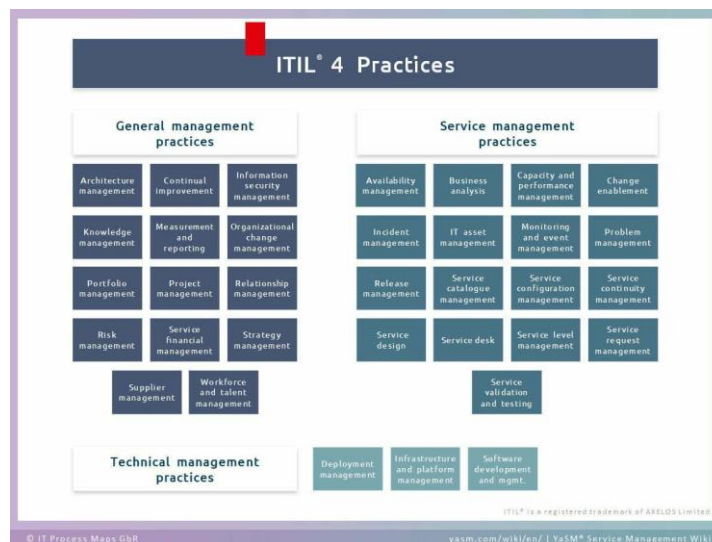 ITIL® 4 Practices
General management
practices
Architecture
management
Continual
improvement
Information
security
management
Knowledge
management
Measurement
and
reporting
Organizational
change
management
Portfolio
management
Project
management
Relationship
management
Risk
management
Service
financial
management
Strategy
management
Supplier
management
Workforce
and talent
management
Service management
practices
Availability
management
Business
analysis
Capacity and
performance
management
Change
enablement
Incident
management
IT asset
management
Monitoring
and event
management
Problem
management
Release
management
Service
catalogue
management
Service
configuration
management
Service
continuity
management
Service
design
Service desk
Service level
management
Service
request
management
Service
validation
and testing
Technical management
practices
Deployment
management
Infrastructure
and platform
management
Software
development
and mgmt.
ITIL® is a registered trademark of AXELOS Limited.
© IT Process Maps GbR
yasm.com/wiki/en/ | YaSM® Service Management Wiki